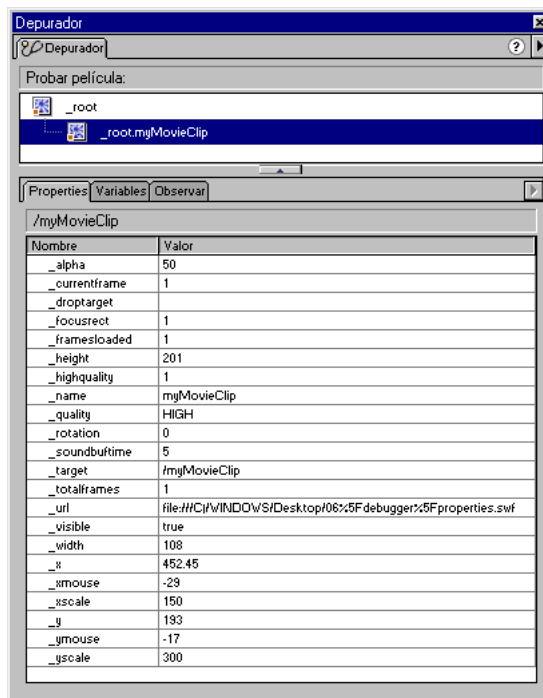 Depurador
Depurador
Probar película:
_root
_root.myMovieClip
Properties Variables Observar
/myMovieClip
Nombre Valor
_alpha 50
_currentframe 1
_droptarget
_focusrect 1
_framesloaded 1
_height 201
_highquality 1
_name myMovieClip
_quality HIGH
_rotation 0
_soundbuftime 5
_target /myMovieClip
_totalframes 1
_url file:///C|/WINDOWS/Desktop/06%5Fdebugger%5Fproperties.swf
_visible true
_width 108
_x 452.45
_xmouse -29
_xscale 150
_y 193
_ymouse -17
_yscale 300